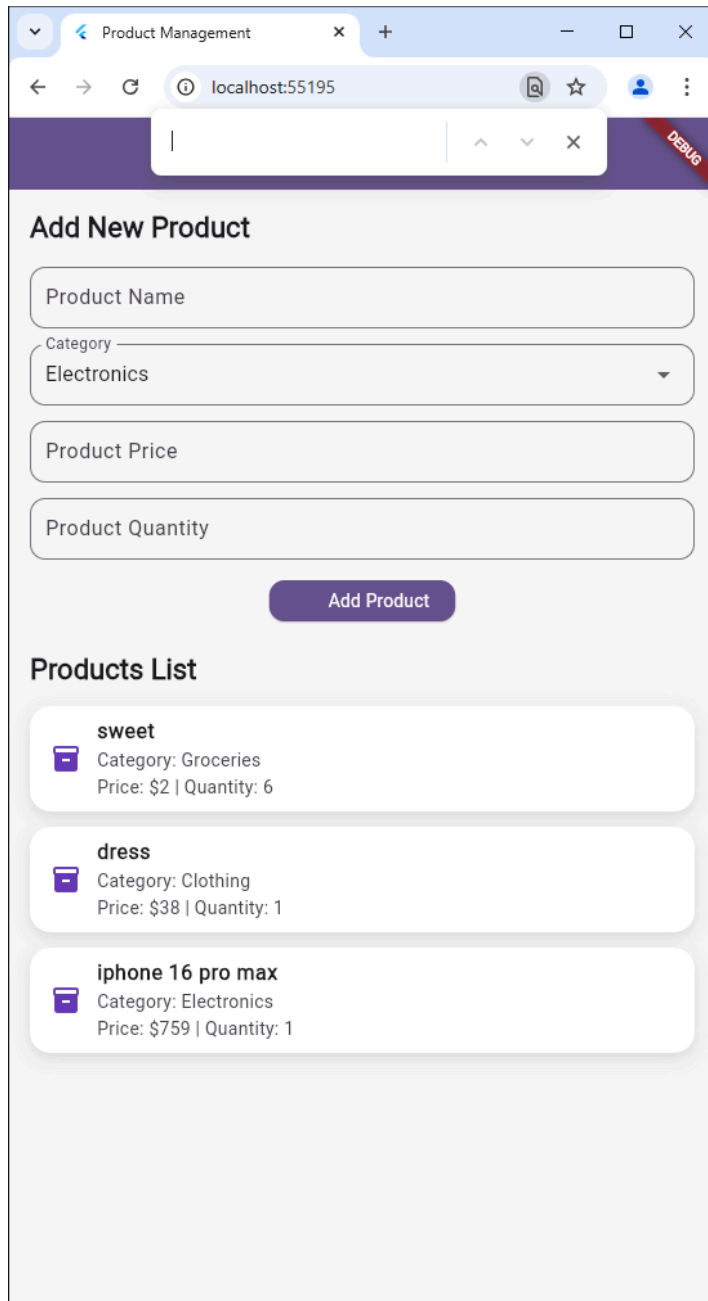 Product Management
localhost:55195
DEBUG
Add New Product
Product Name
Category
Electronics
Product Price
Product Quantity
Add Product
Products List
sweet
Category: Groceries
Price: $2 | Quantity: 6
dress
Category: Clothing
Price: $38 | Quantity: 1
iphone 16 pro max
Category: Electronics
Price: $759 | Quantity: 1